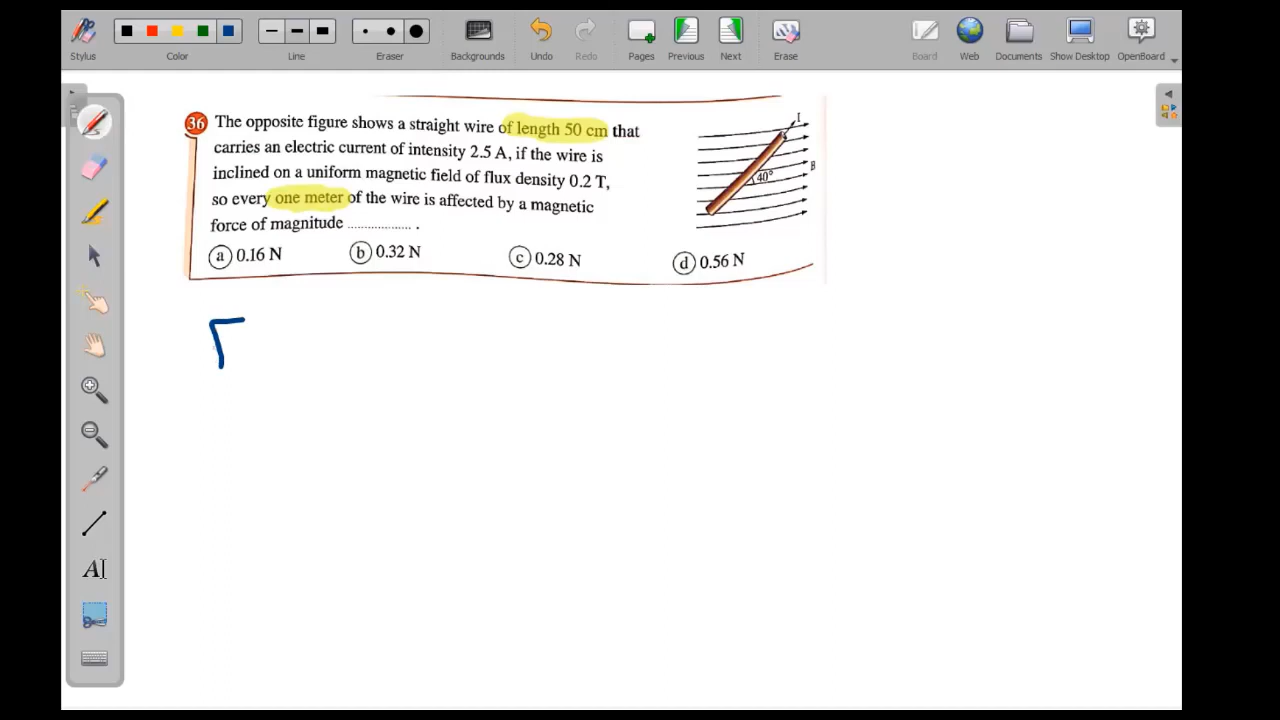 Stylus
Color
Line
Eraser
Backgrounds
Undo
Redo
Pages
Previous
Next
Erase
Board
Web
Documents
Show Desktop
OpenBoard
36 The opposite figure shows a straight wire of length 50 cm that
carries an electric current of intensity 2.5 A, if the wire is
inclined on a uniform magnetic field of flux density 0.2 T,
so every one meter of the wire is affected by a magnetic
force of magnitude .................... .
a 0.16 N b 0.32 N c 0.28 N d 0.56 N
I
B
40°
A